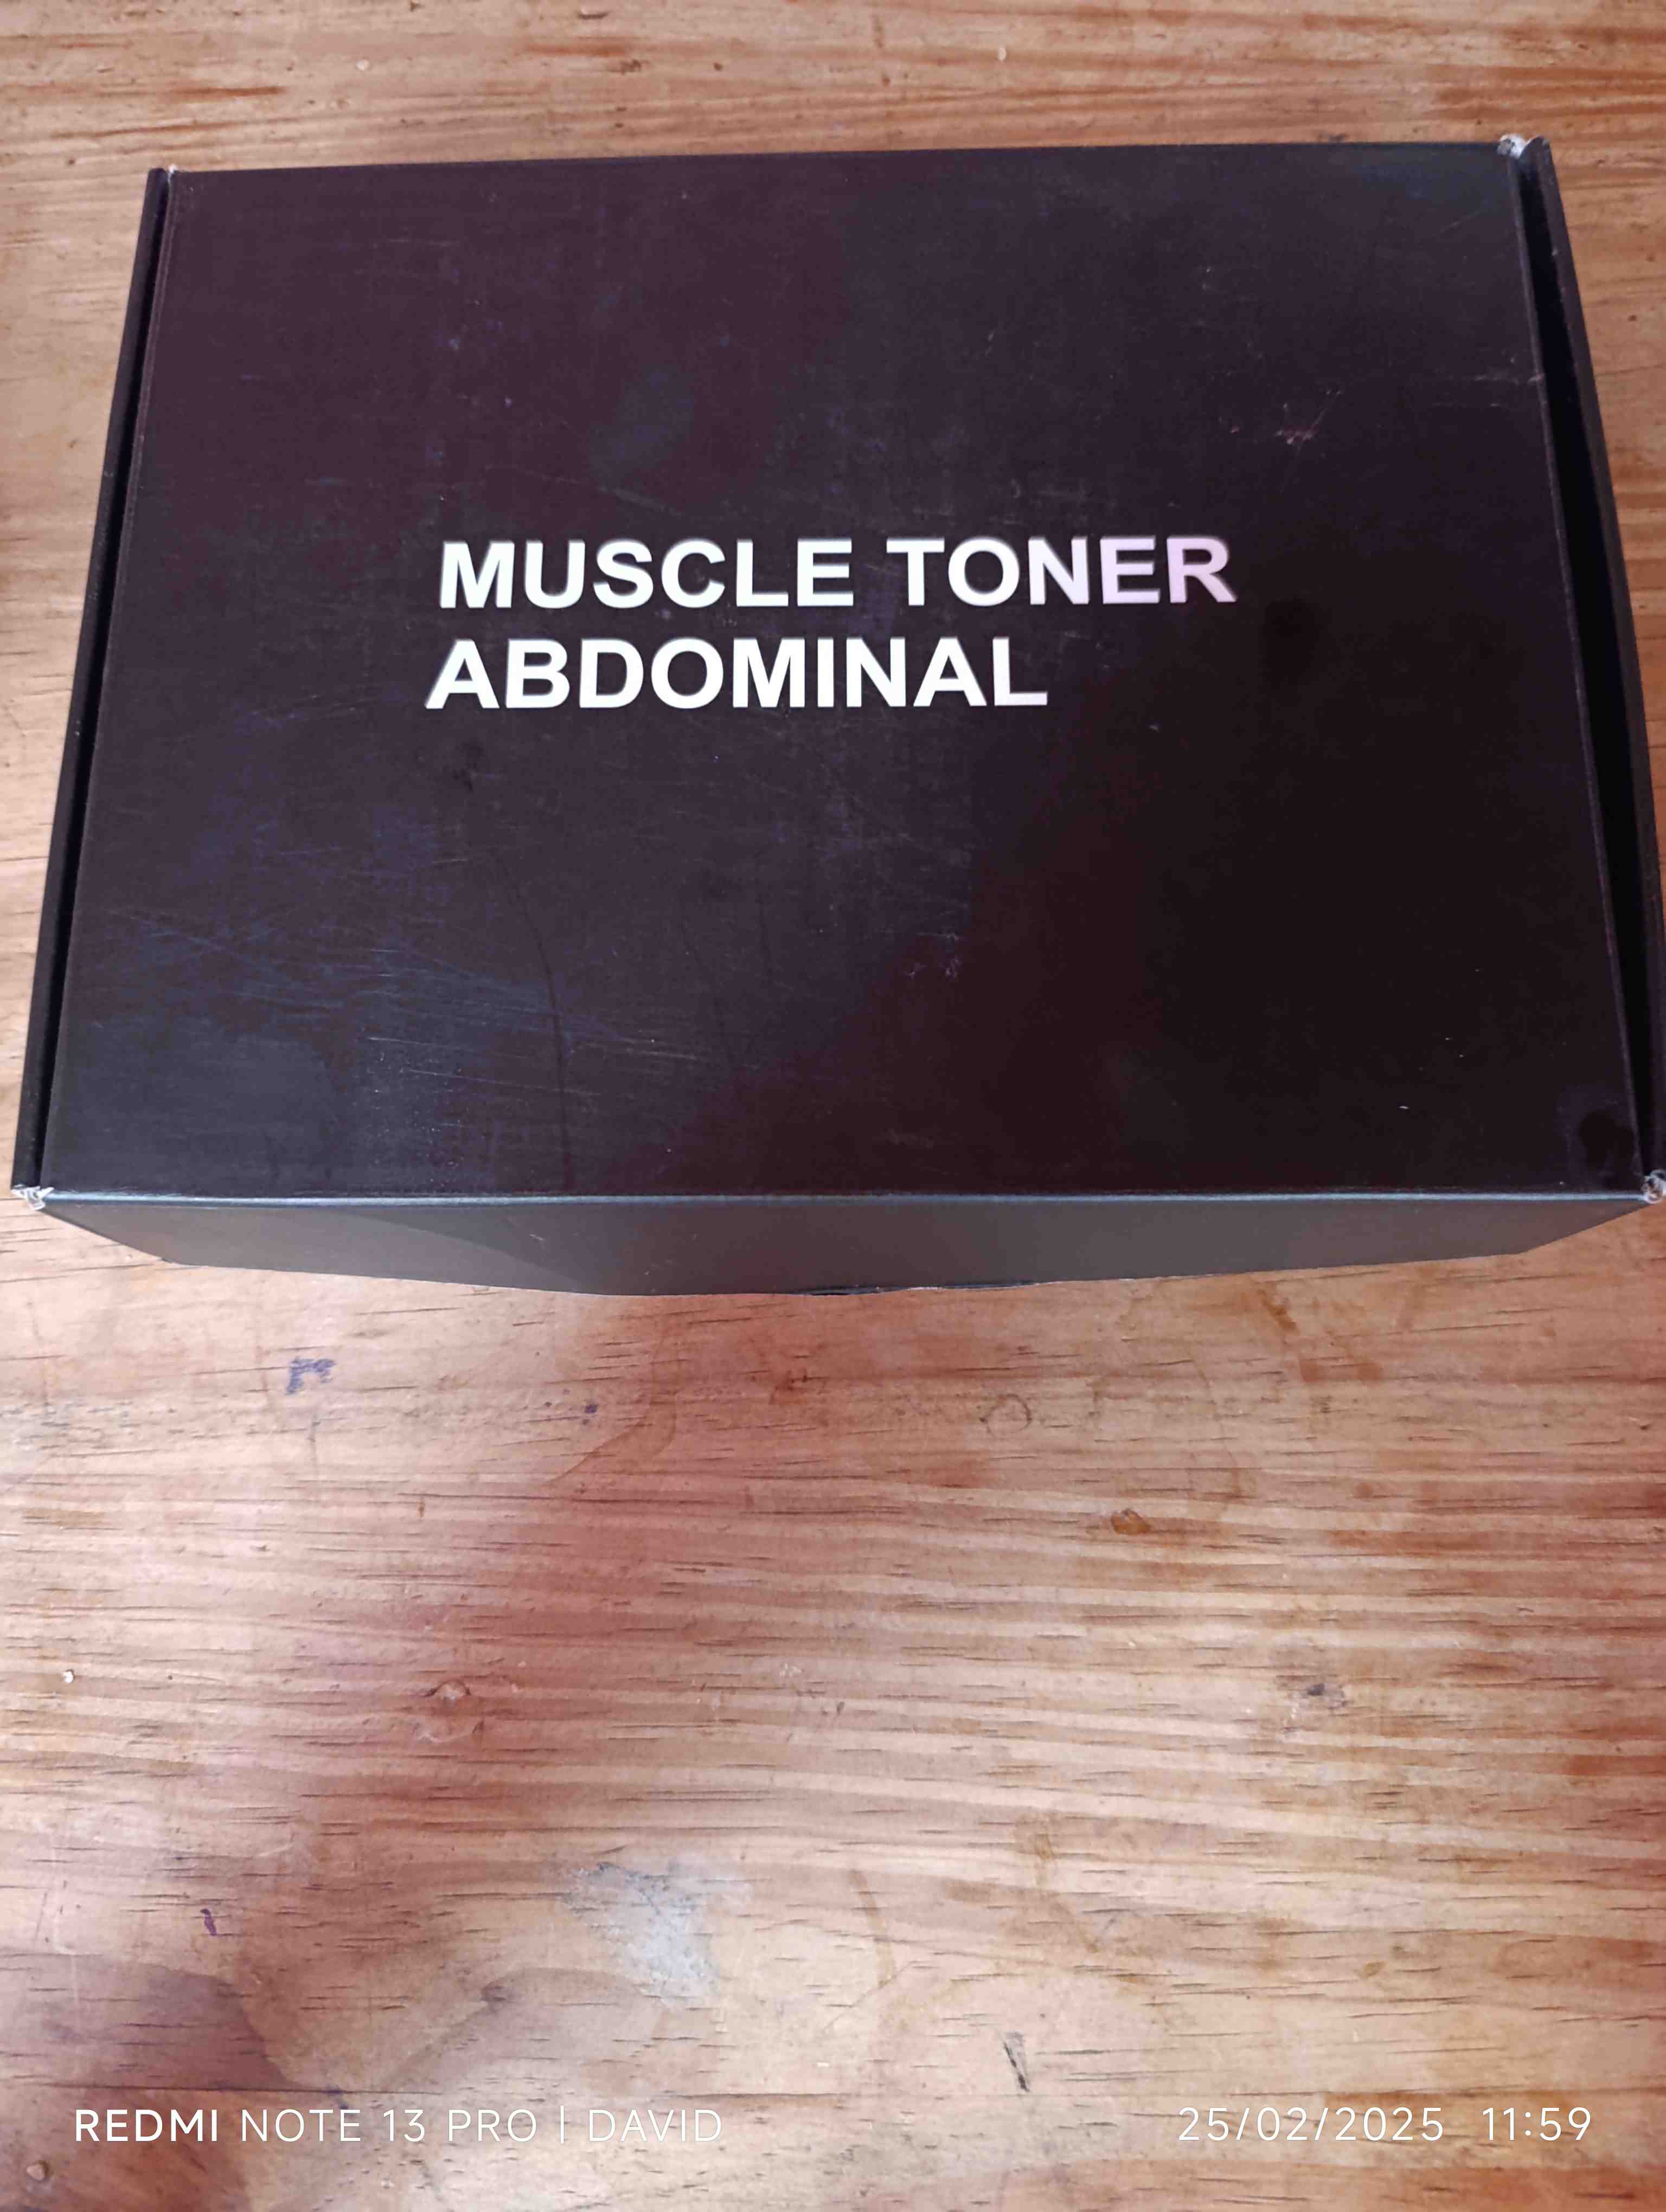 MUSCLE TONER
ABDOMINAL
REDMI NOTE 13 PRO | DAVID
25/02/2025 11:59